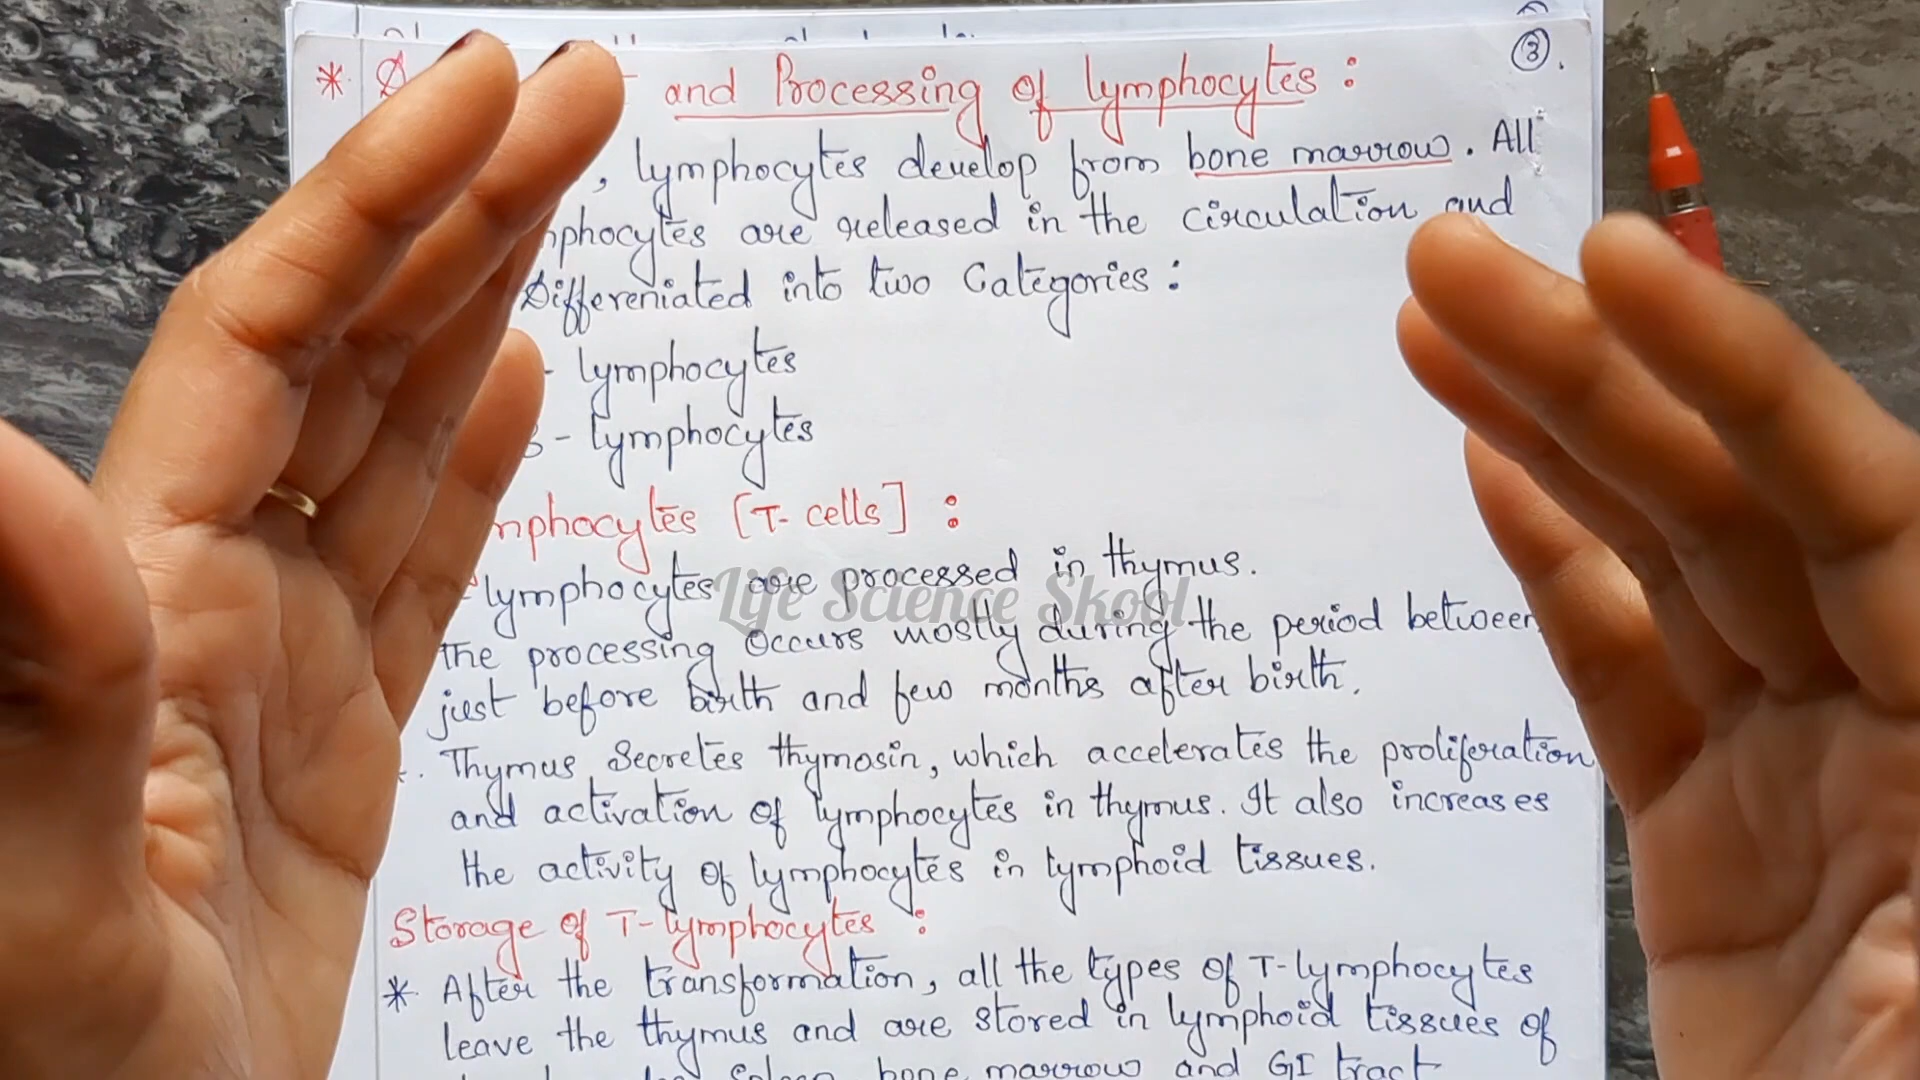 3.
* and Processing of lymphocytes :
, lymphocytes develop from bone marrow. All
are released in the circulation and
Differeniated into two Categories :
- lymphocytes
- lymphocytes
[T- cells] :
lymphocytes are processed in thymus.
Life Science Skool
The processing occurs mostly during the period between
just before birth and few months after birth.
Thymus Secretes thymosin, which accelerates the proliferation
and activation of lymphocytes in thymus. It also increases
the activity of lymphocytes in lymphoid tissues.
Storage of T-lymphocytes :
* After the transformation, all the types of T-lymphocytes
leave the thymus and are stored in lymphoid tissues of
bone marrow and GI tract